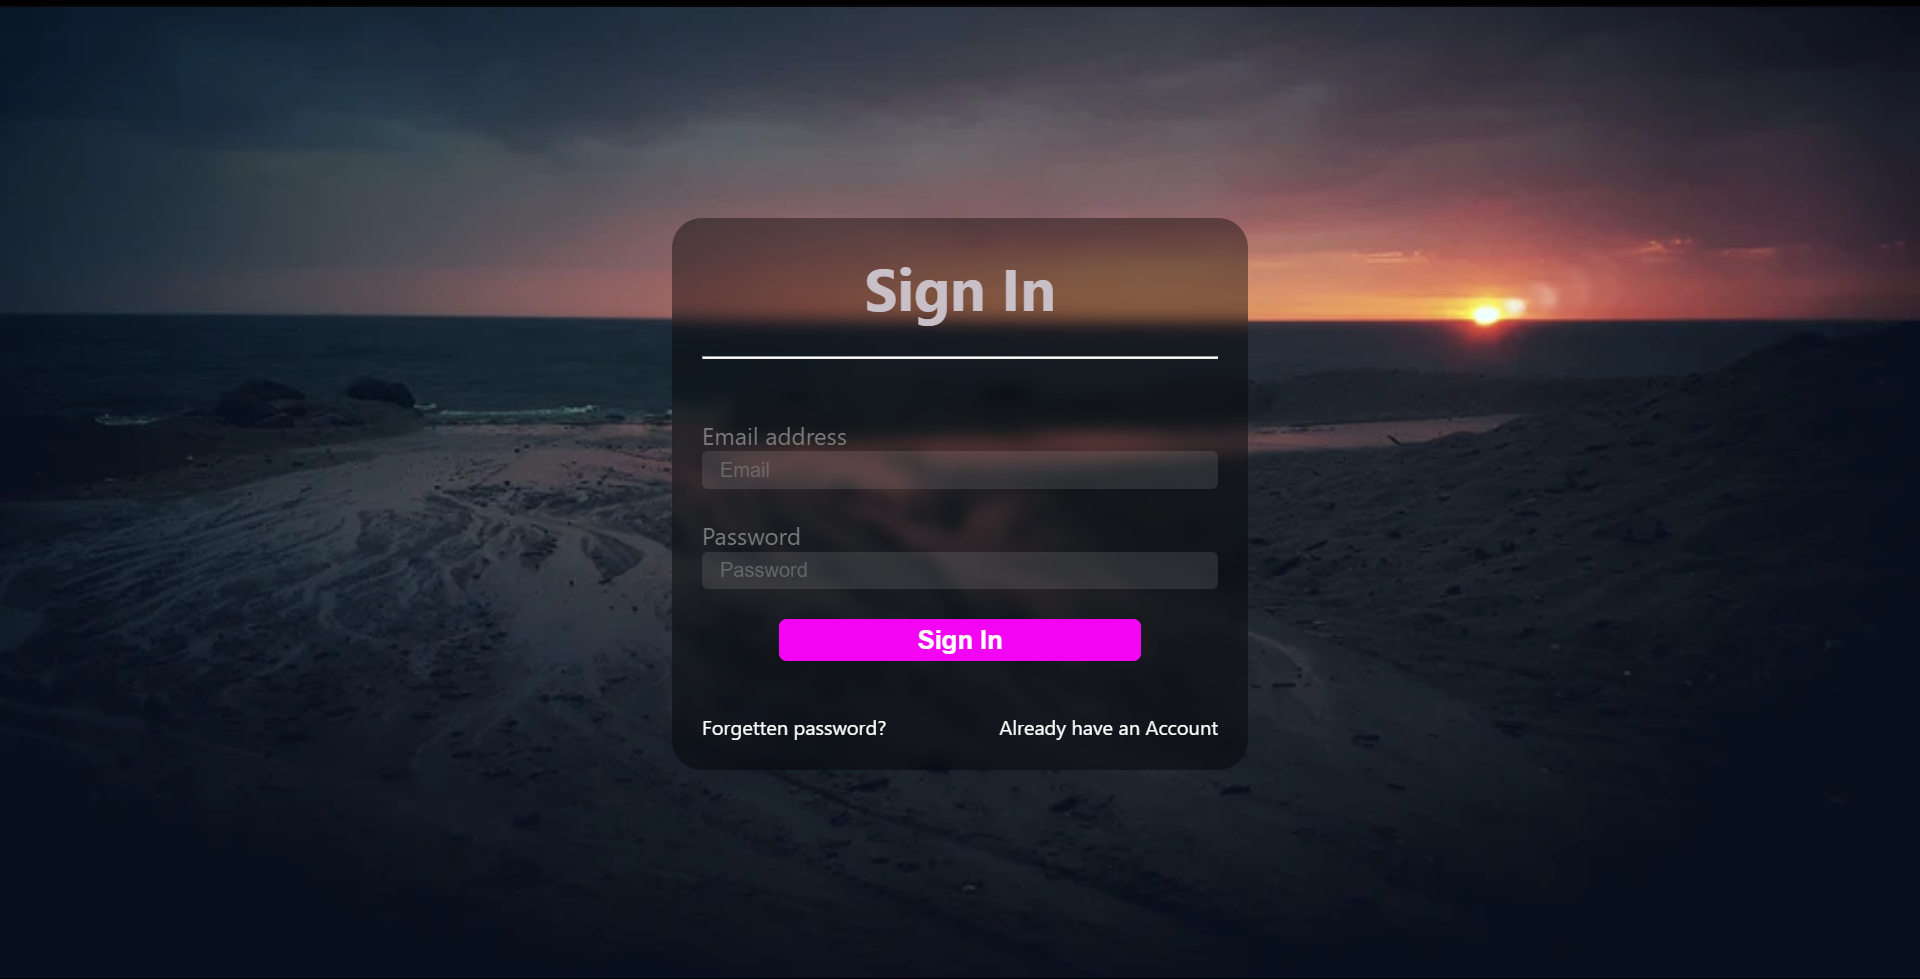 Sign In
Email address
Email
Password
Password
Sign In
Forgetten password?
Already have an Account